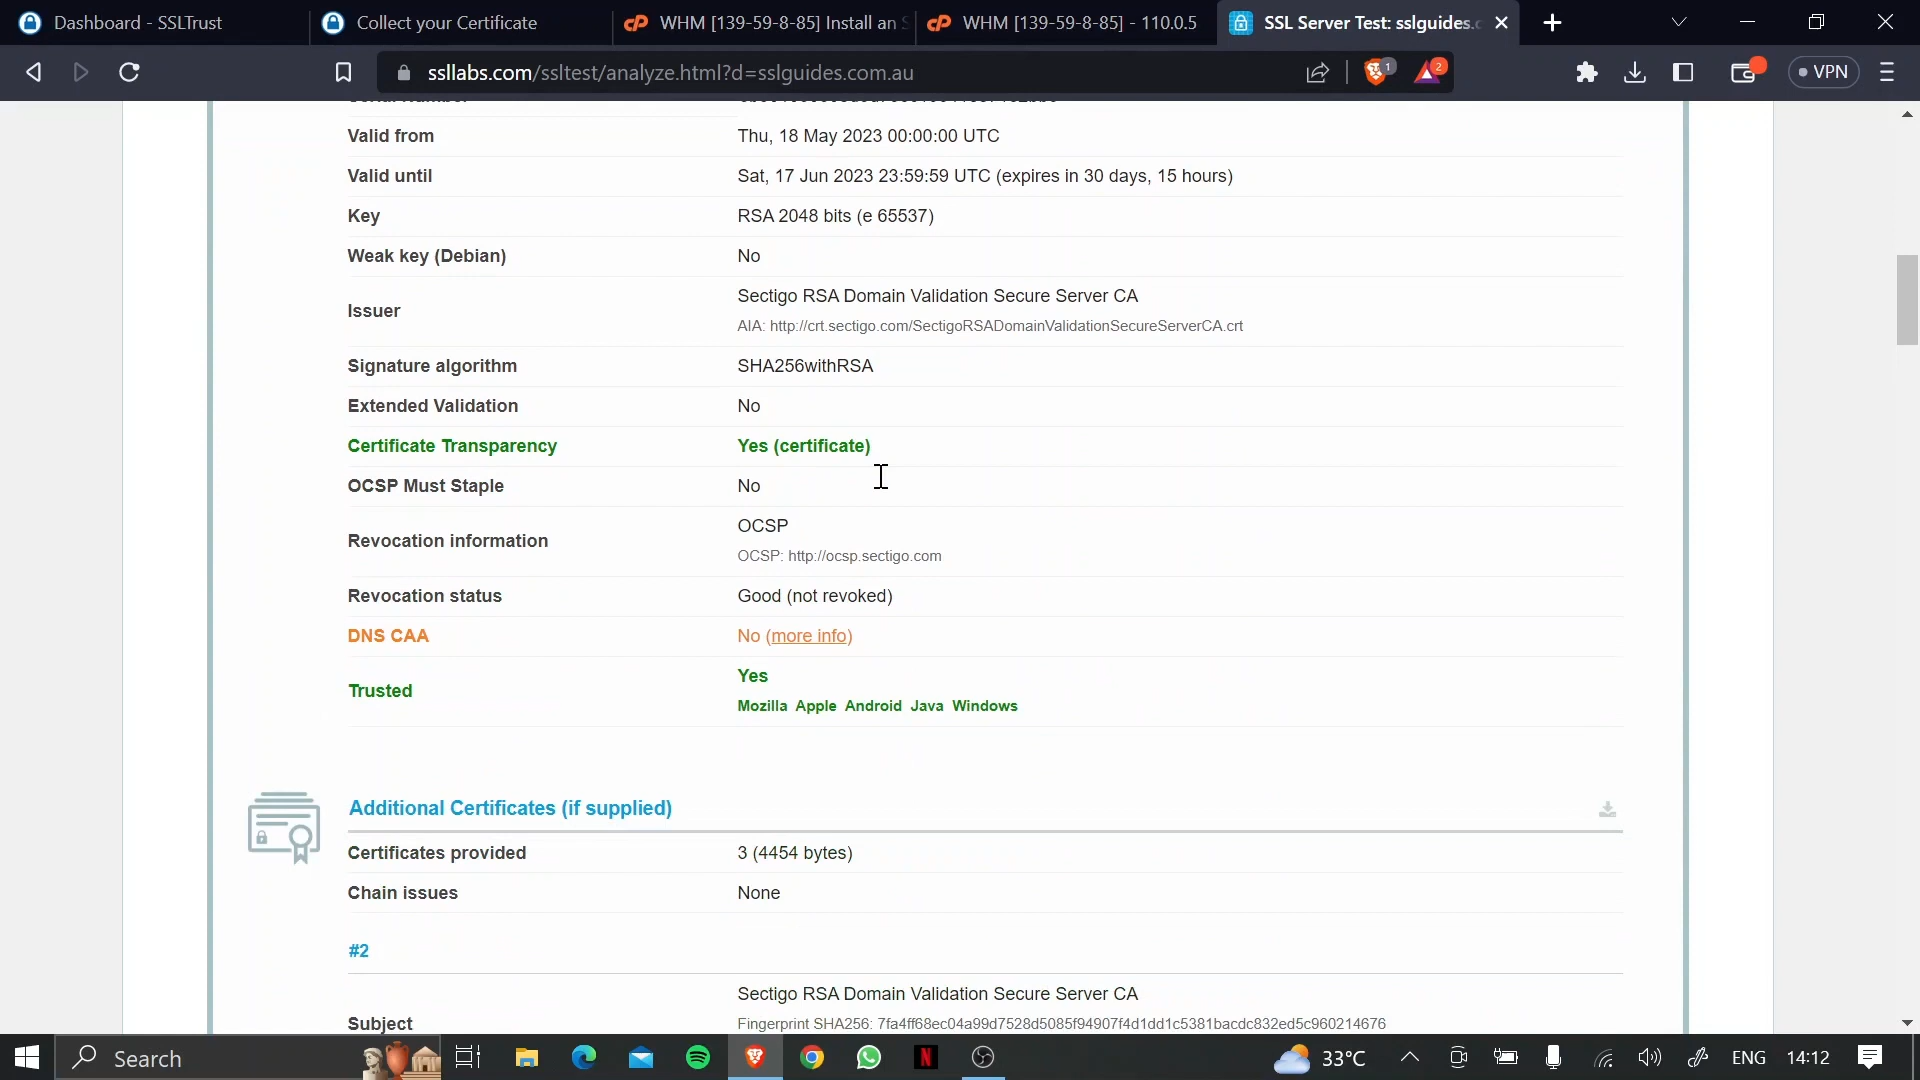 Dashboard - SSLTrust
Collect your Certificate
WHM [139-59-8-85] Install an S
WHM [139-59-8-85] - 110.0.5
SSL Server Test: sslguides.c
ssllabs.com/ssltest/analyze.html?d=sslguides.com.au
1
2
VPN
Valid from Thu, 18 May 2023 00:00:00 UTC
Valid until Sat, 17 Jun 2023 23:59:59 UTC (expires in 30 days, 15 hours)
Key RSA 2048 bits (e 65537)
Weak key (Debian) No
Issuer Sectigo RSA Domain Validation Secure Server CA
AIA: http://crt.sectigo.com/SectigoRSADomainValidationSecureServerCA.crt
Signature algorithm SHA256withRSA
Extended Validation No
Certificate Transparency Yes (certificate)
OCSP Must Staple No
Revocation information OCSP
OCSP: http://ocsp.sectigo.com
Revocation status Good (not revoked)
DNS CAA No (more info)
Trusted Yes
Mozilla Apple Android Java Windows
Additional Certificates (if supplied)
Certificates provided 3 (4454 bytes)
Chain issues None
#2
Subject Sectigo RSA Domain Validation Secure Server CA
Fingerprint SHA256: 7fa4ff68ec04a99d7528d5085f94907f4d1dd1c5381bacdc832ed5c960214676
Search
33°C
ENG
14:12